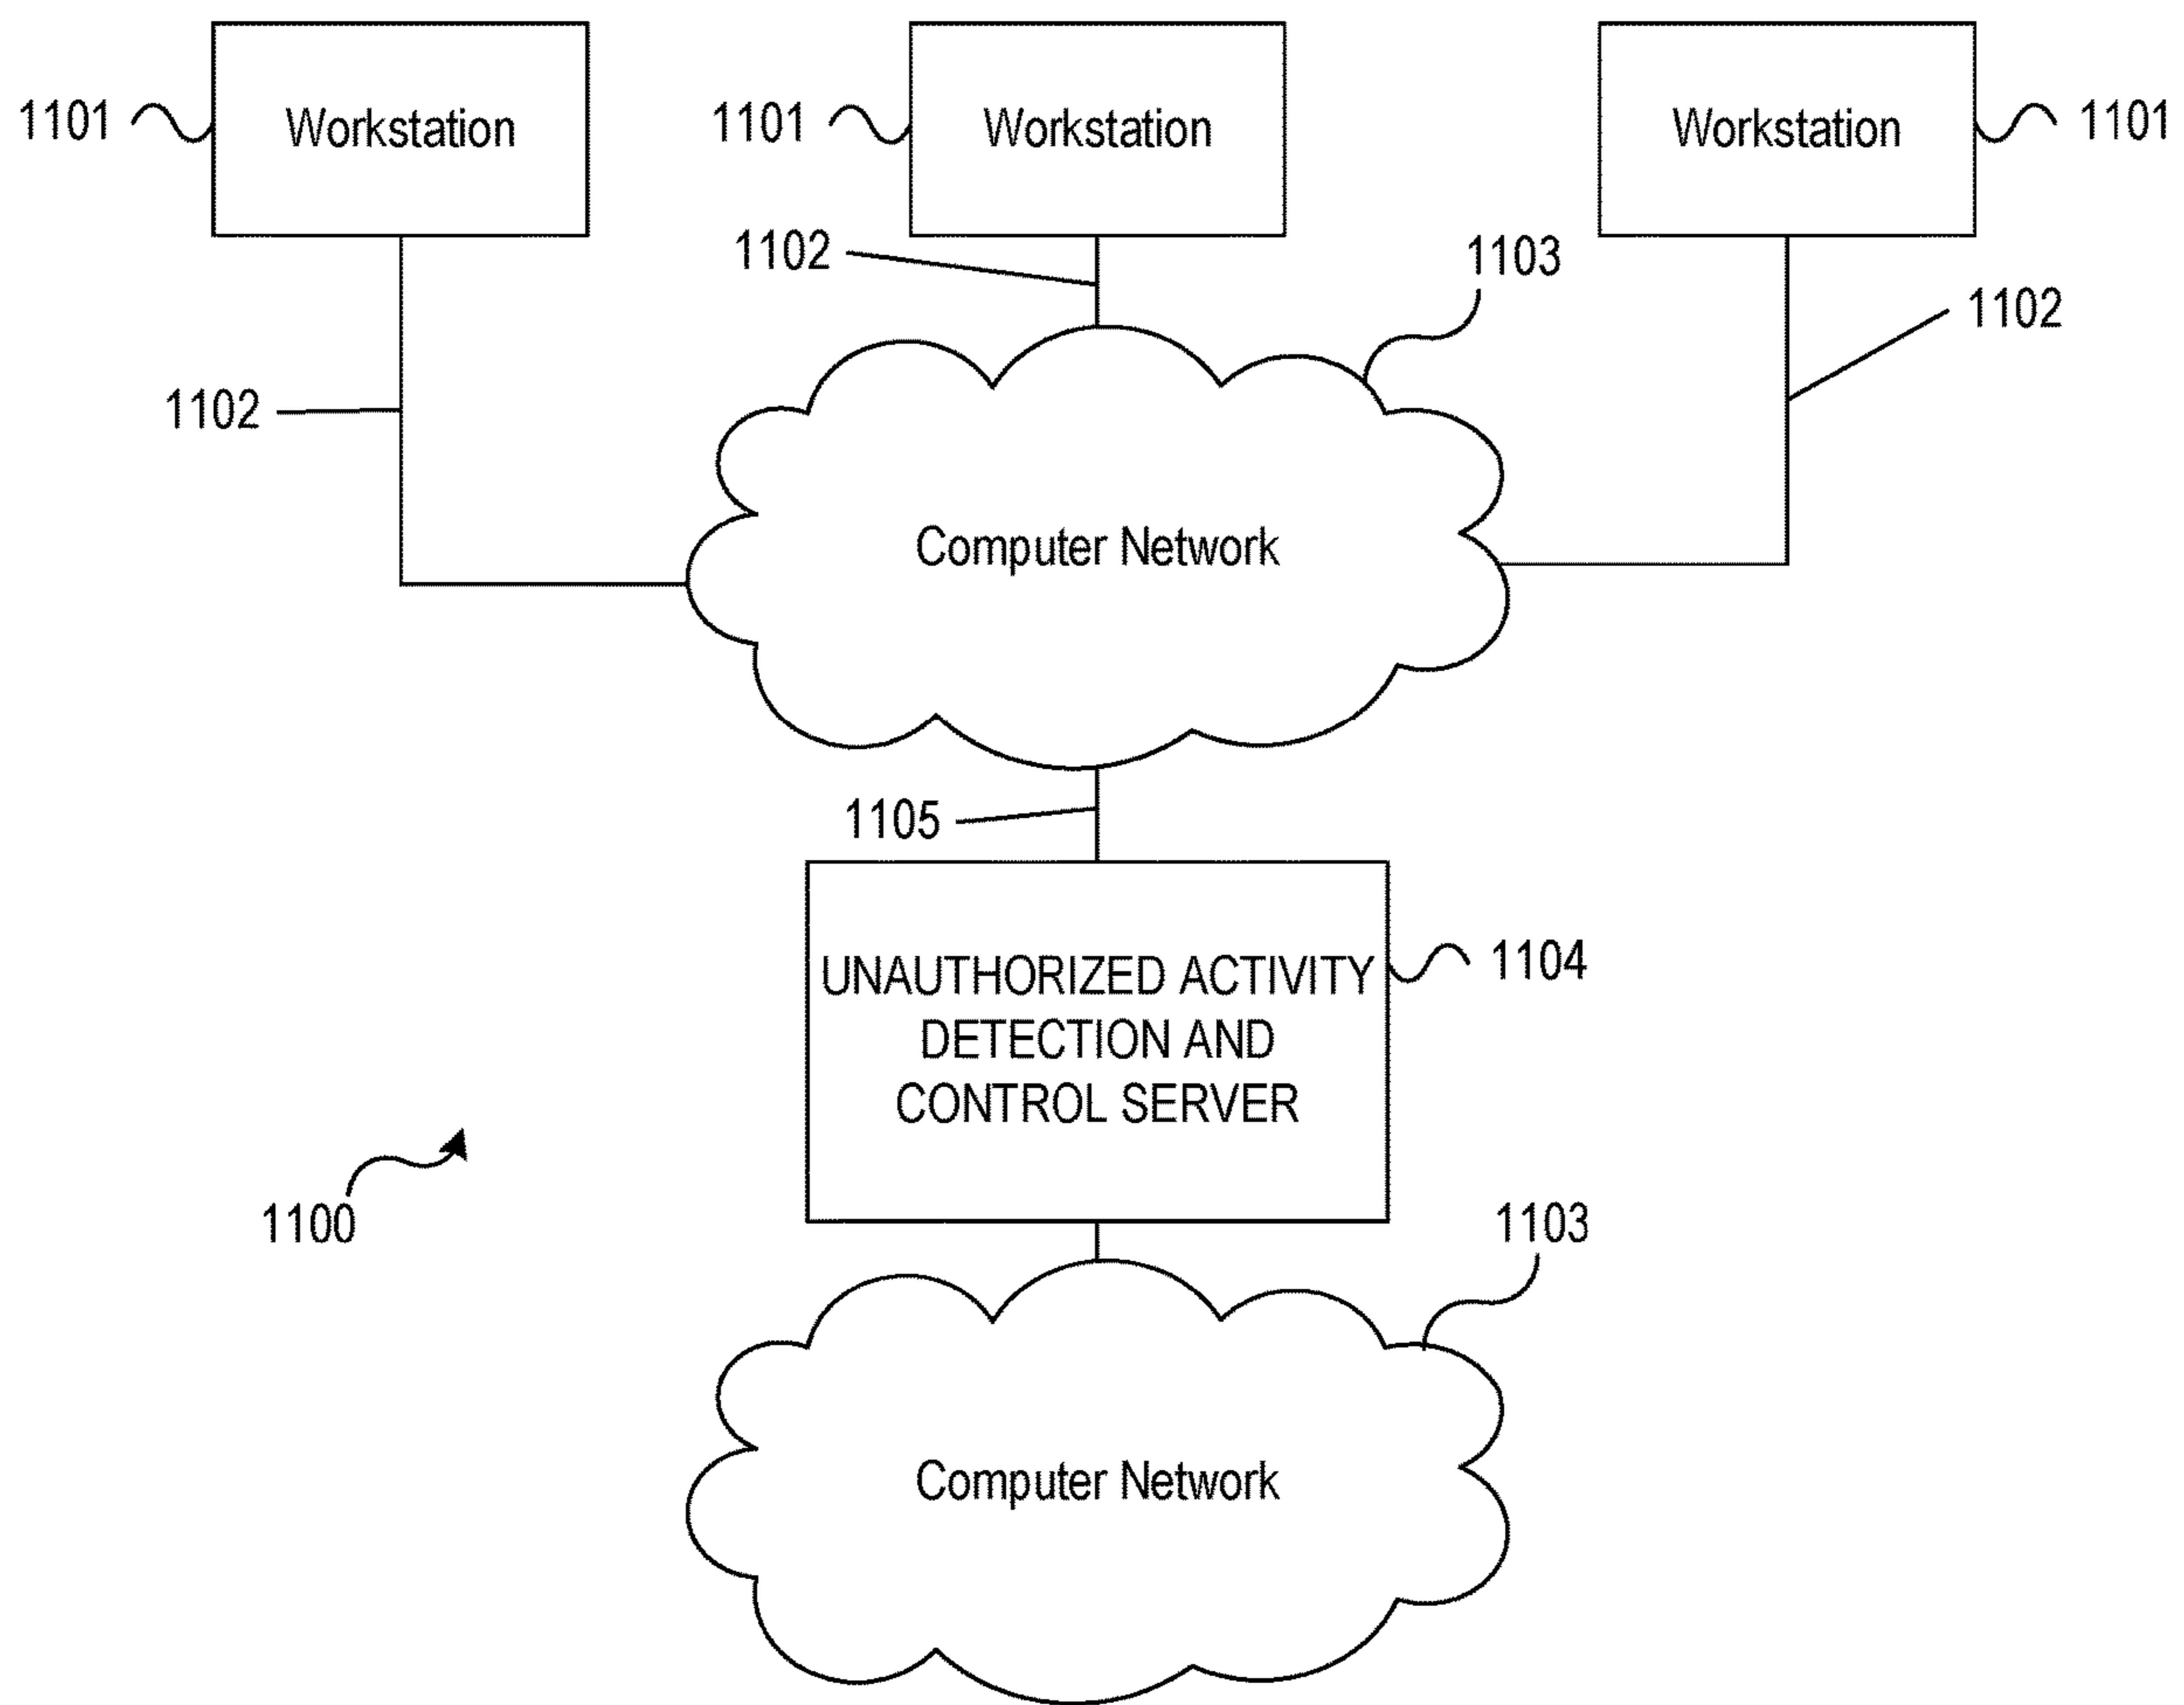 1101
Workstation
1101
Workstation
Workstation
1101
1102
1103
1102
1102
Computer Network
1105
UNAUTHORIZED ACTIVITY
DETECTION AND
CONTROL SERVER
1104
1100
1103
Computer Network